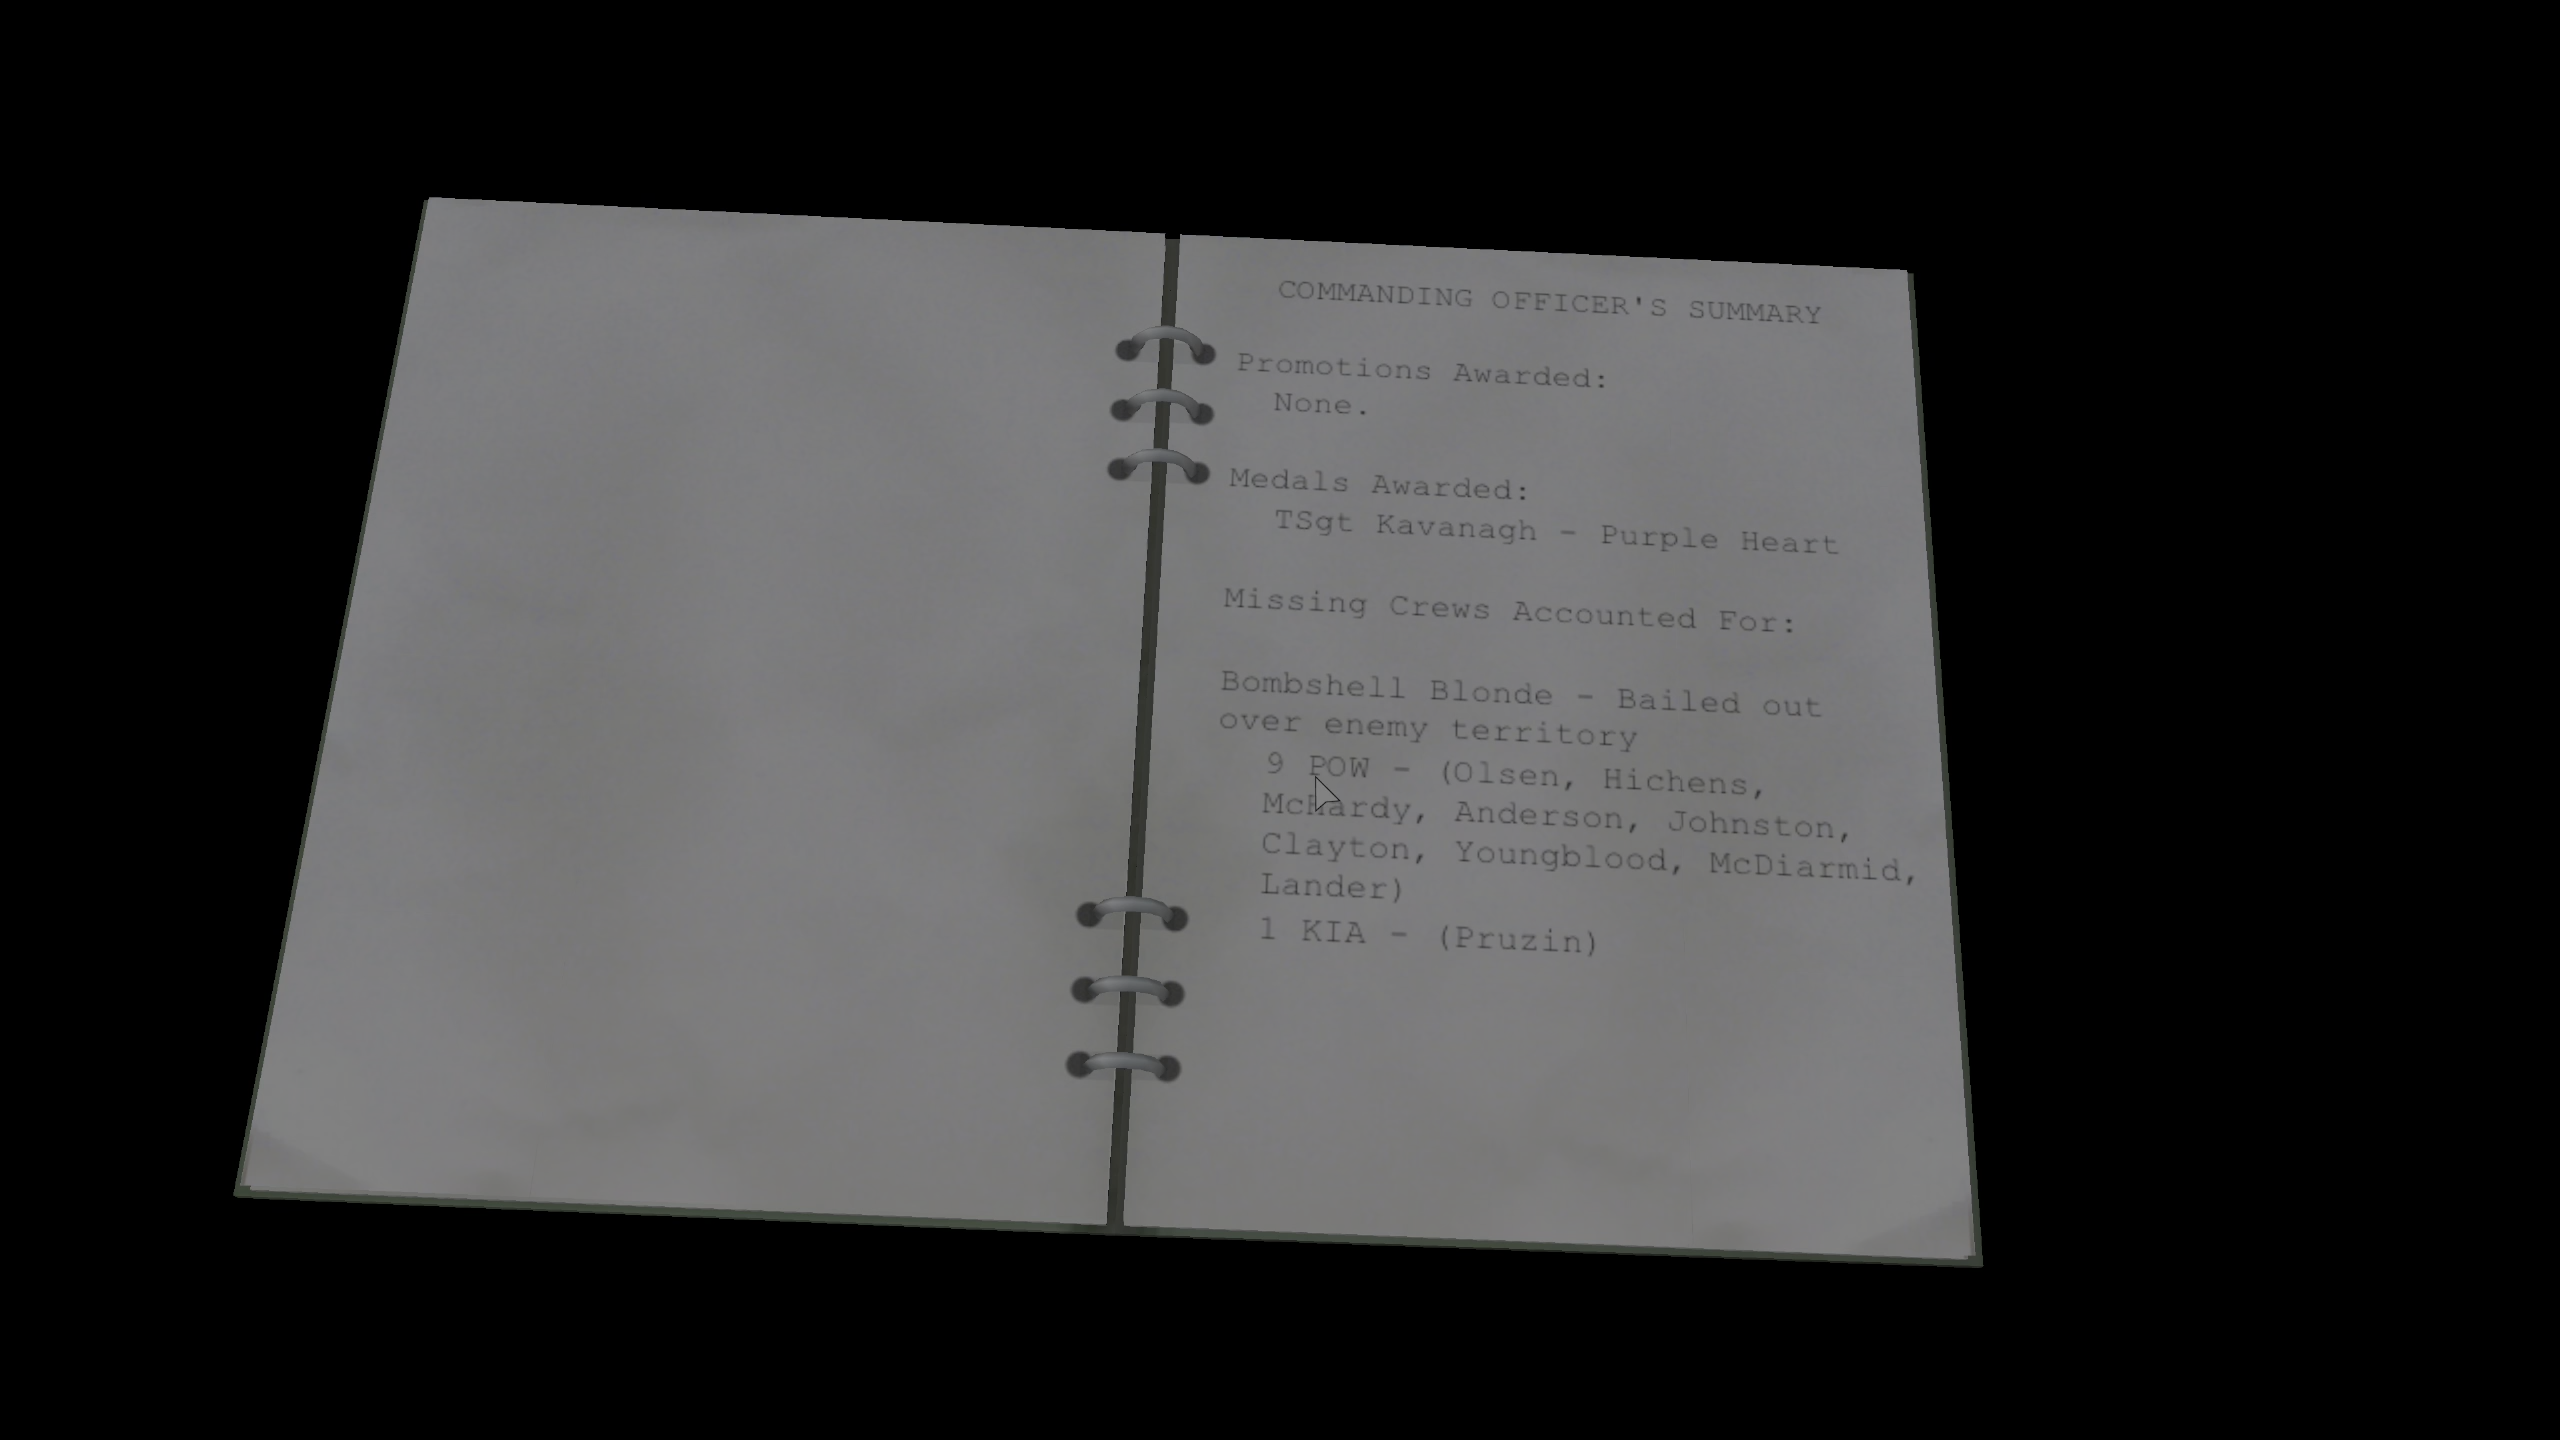 COMMANDING OFFICER'S SUMMARY
Promotions Awarded:
None.
Medals Awarded:
TSgt Kavanagh - Purple Heart
Missing Crews Accounted For:
Bombshell Blonde - Bailed out
over enemy territory
9 POW - (Olsen, Hichens,
McHardy, Anderson, Johnston,
Clayton, Youngblood, McDiarmid,
Lander)
1 KIA - (Pruzin)